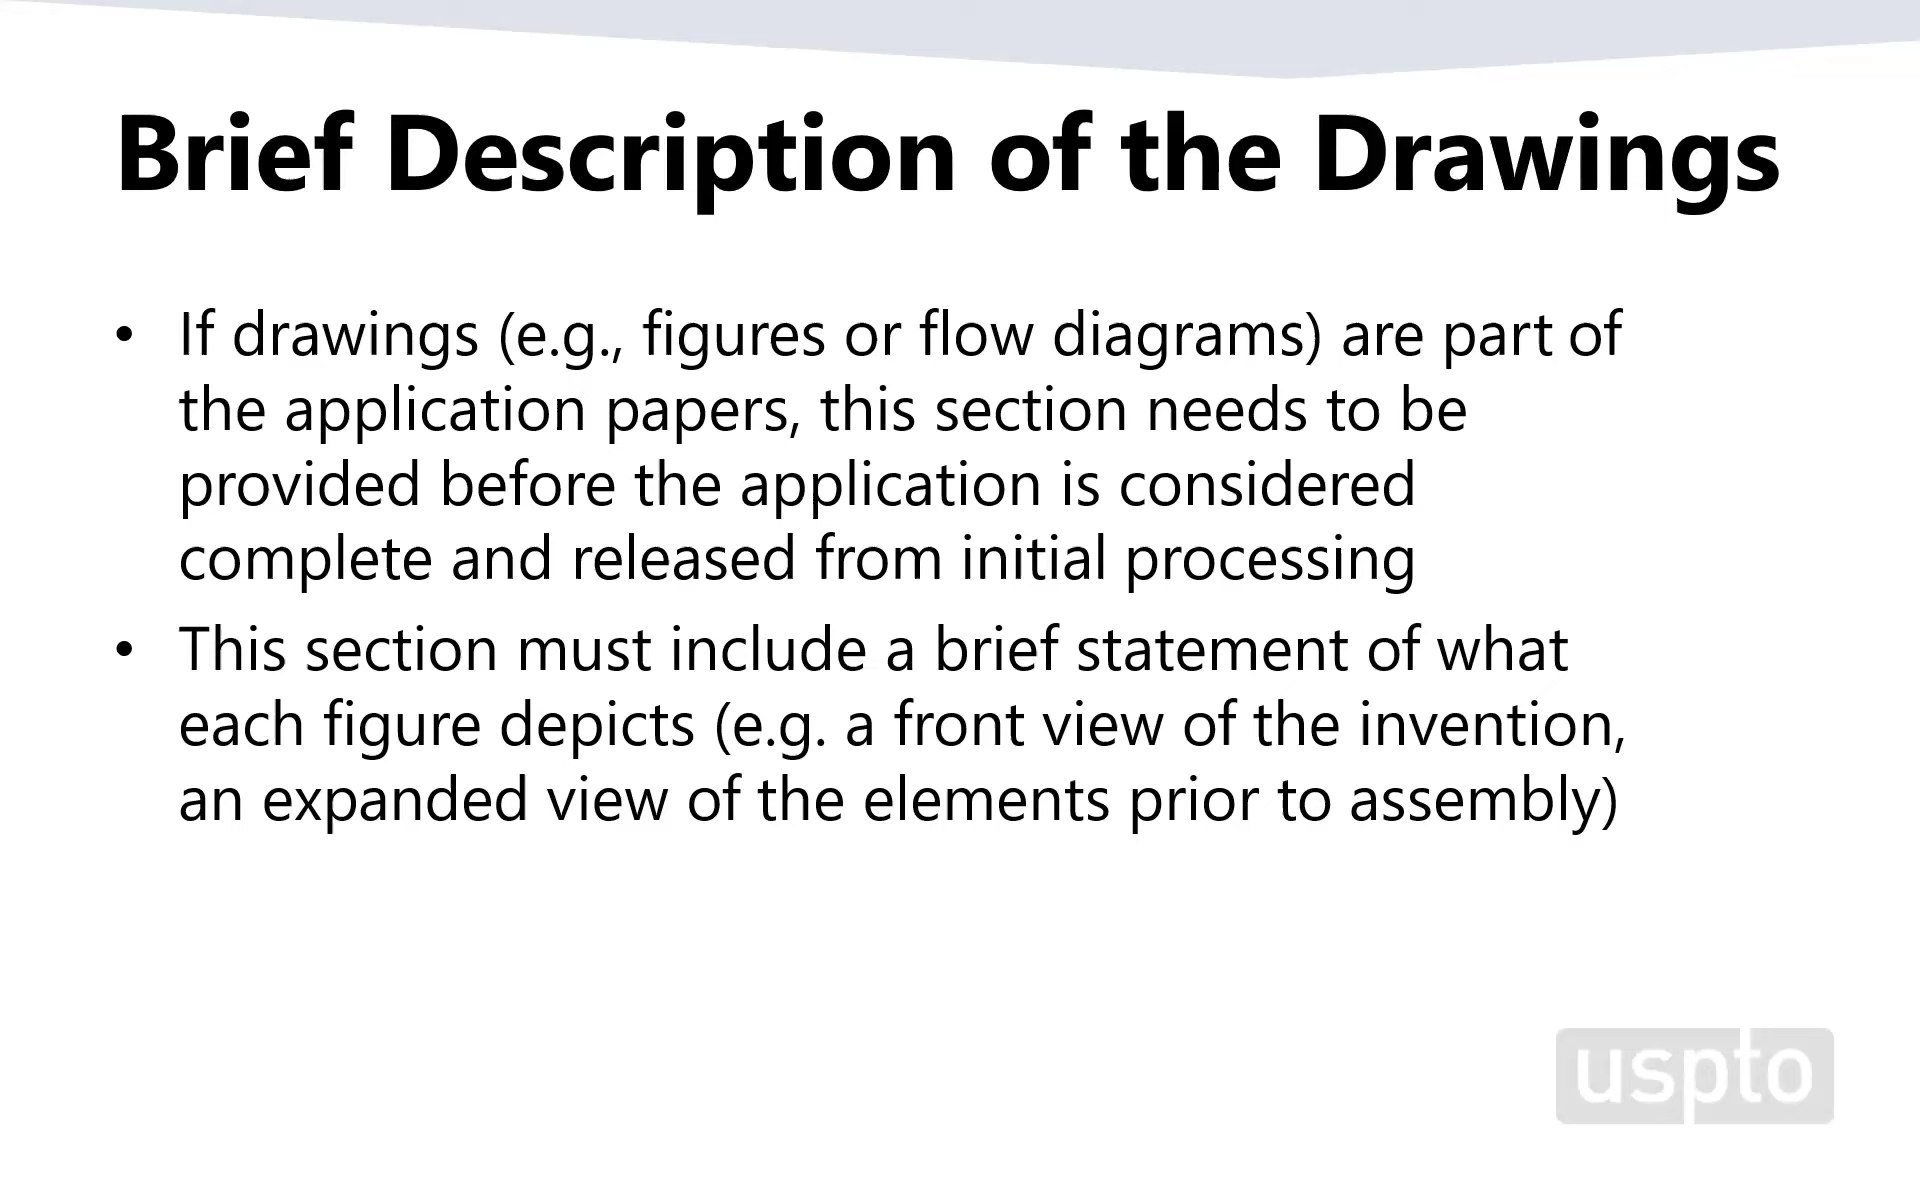 Brief Description of the Drawings
• If drawings (e.g., figures or flow diagrams) are part of
the application papers, this section needs to be
provided before the application is considered
complete and released from initial processing
• This section must include a brief statement of what
each figure depicts (e.g. a front view of the invention,
an expanded view of the elements prior to assembly)
uspto